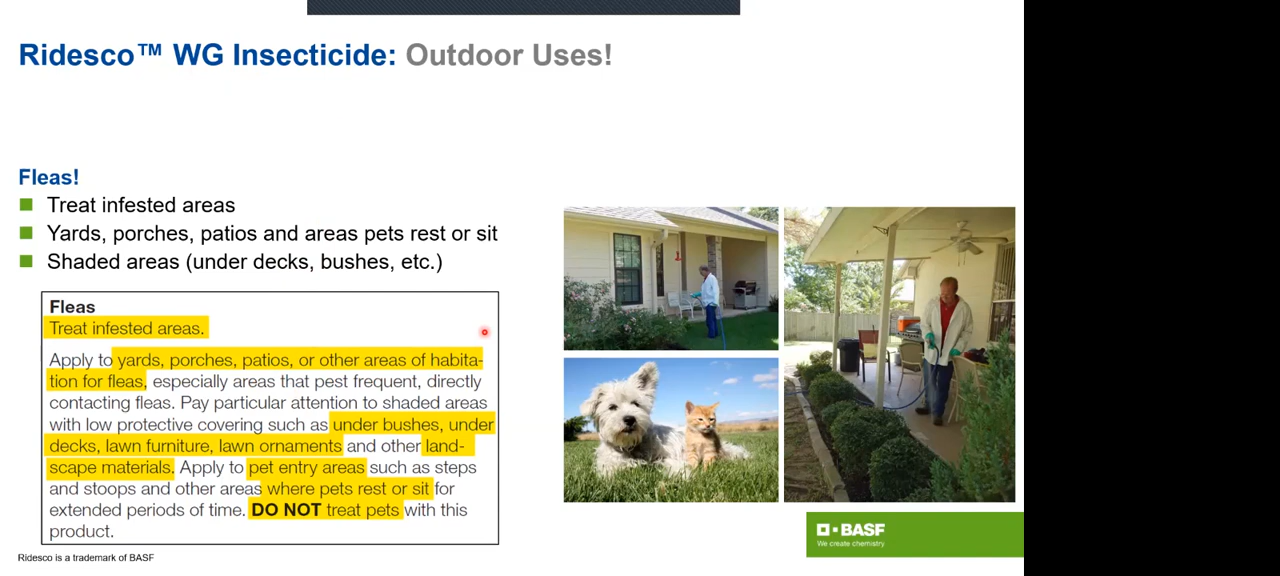 Ridesco™ WG Insecticide: Outdoor Uses!
Fleas!
Treat infested areas
Yards, porches, patios and areas pets rest or sit
Shaded areas (under decks, bushes, etc.)
Fleas
Treat infested areas.
Apply to yards, porches, patios, or other areas of habita-
tion for fleas, especially areas that pest frequent, directly
contacting fleas. Pay particular attention to shaded areas
with low protective covering such as under bushes, under
decks, lawn furniture, lawn ornaments and other land-
scape materials. Apply to pet entry areas such as steps
and stoops and other areas where pets rest or sit for
extended periods of time. DO NOT treat pets with this
product.
BASF
We create chemistry
Ridesco is a trademark of BASF